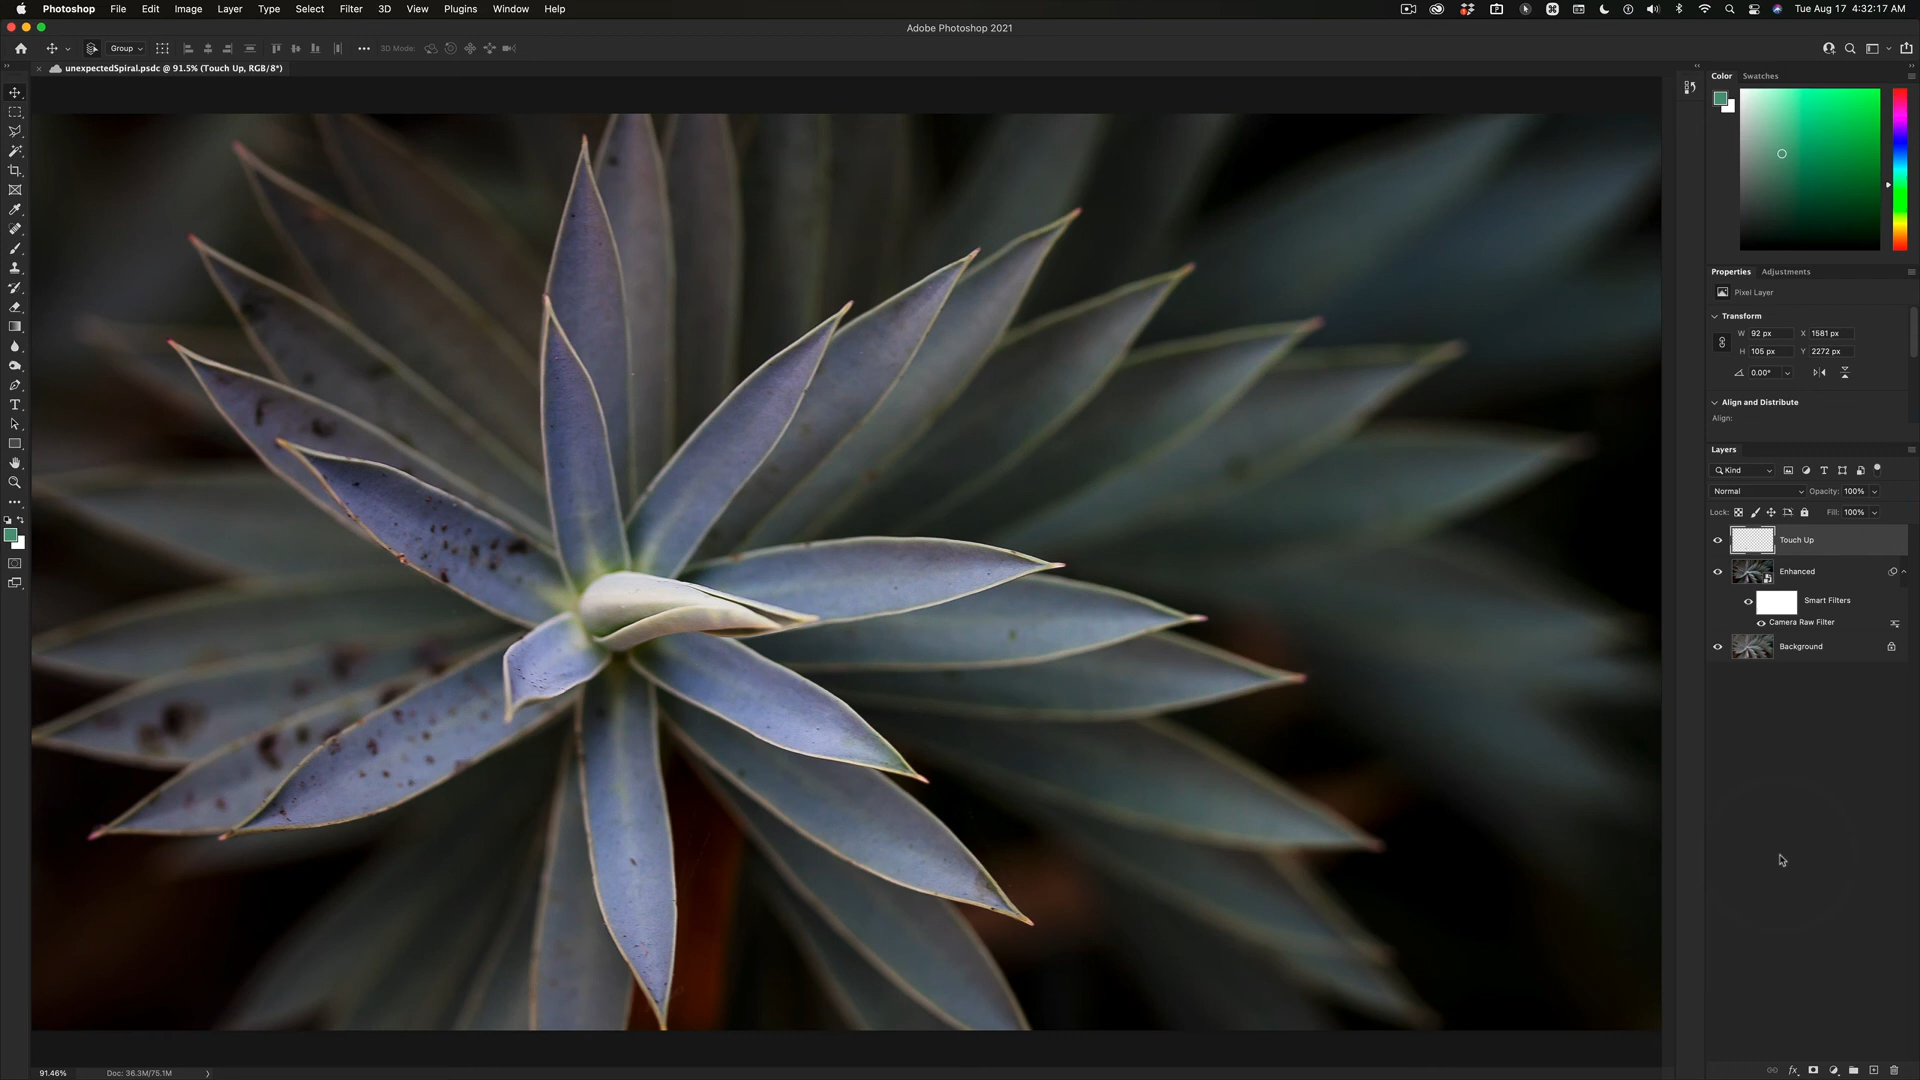 Photoshop File Edit Image Layer Type Select Filter 3D View Plugins Window Help Tue Aug 17 4:32:17 AM
Adobe Photoshop 2021
Group 3D Mode:
unexpectedSpiral.psdc @ 91.5% (Touch Up, RGB/8*)
Color Swatches
Properties Adjustments
Pixel Layer
Transform
W 92 px X 1581 px
H 105 px Y 2272 px
0.00°
Align and Distribute
Align:
Layers
Kind
Normal Opacity: 100%
Lock: Fill: 100%
Touch Up
Enhanced
Smart Filters
Camera Raw Filter
Background
91.46% Doc: 36.3M/75.1M